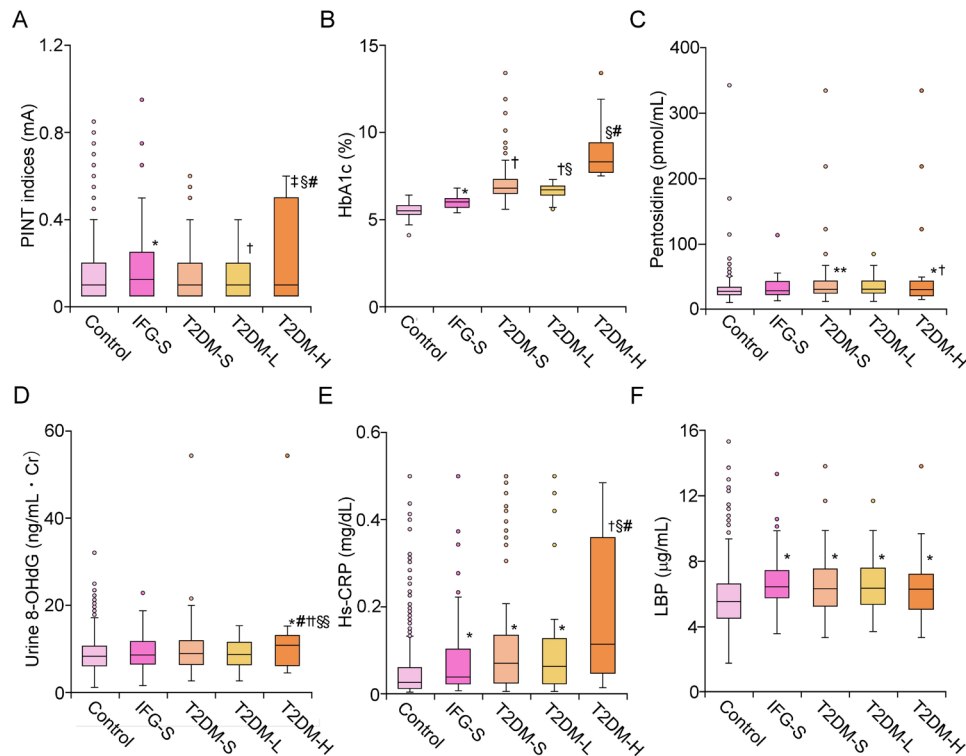 A
PINT indices (mA)
1.2
0.8
0.4
0
*
†
‡§#
Control
IFG-S
T2DM-S
T2DM-L
T2DM-H
B
HbA1c (%)
15
10
5
0
*
†
†§
§#
Control
IFG-S
T2DM-S
T2DM-L
T2DM-H
C
Pentosidine (pmol/mL)
400
300
200
100
0
**
*†
Control
IFG-S
T2DM-S
T2DM-L
T2DM-H
D
Urine 8-OHdG (ng/mL・Cr)
60
40
20
0
*#††§§
Control
IFG-S
T2DM-S
T2DM-L
T2DM-H
E
Hs-CRP (mg/dL)
0.6
0.4
0.2
0
*
*
*
†§#
Control
IFG-S
T2DM-S
T2DM-L
T2DM-H
F
LBP (μg/mL)
16
12
8
4
0
*
*
*
*
Control
IFG-S
T2DM-S
T2DM-L
T2DM-H